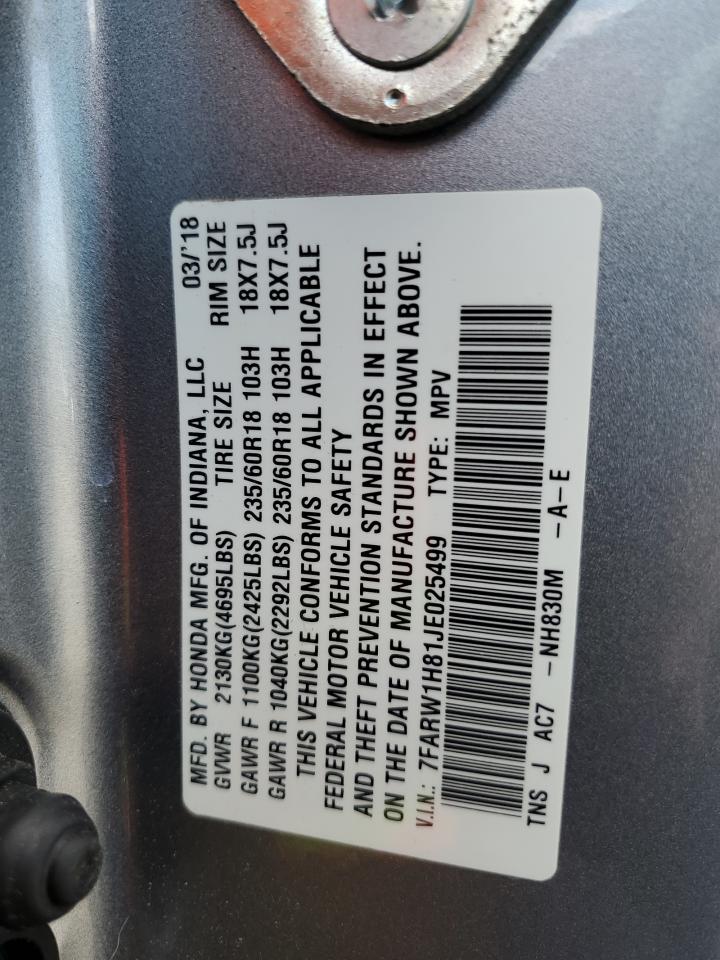 MFD. BY HONDA MFG. OF INDIANA, LLC 03/'18
GVWR 2130KG(4695LBS) TIRE SIZE RIM SIZE
GAWR F 1100KG(2425LBS) 235/60R18 103H 18X7.5J
GAWR R 1040KG(2292LBS) 235/60R18 103H 18X7.5J
THIS VEHICLE CONFORMS TO ALL APPLICABLE
FEDERAL MOTOR VEHICLE SAFETY
AND THEFT PREVENTION STANDARDS IN EFFECT
ON THE DATE OF MANUFACTURE SHOWN ABOVE.
V.I.N.: 7FARW1H81JE025499 TYPE: MPV
TNS J AC7 -NH830M -A-E